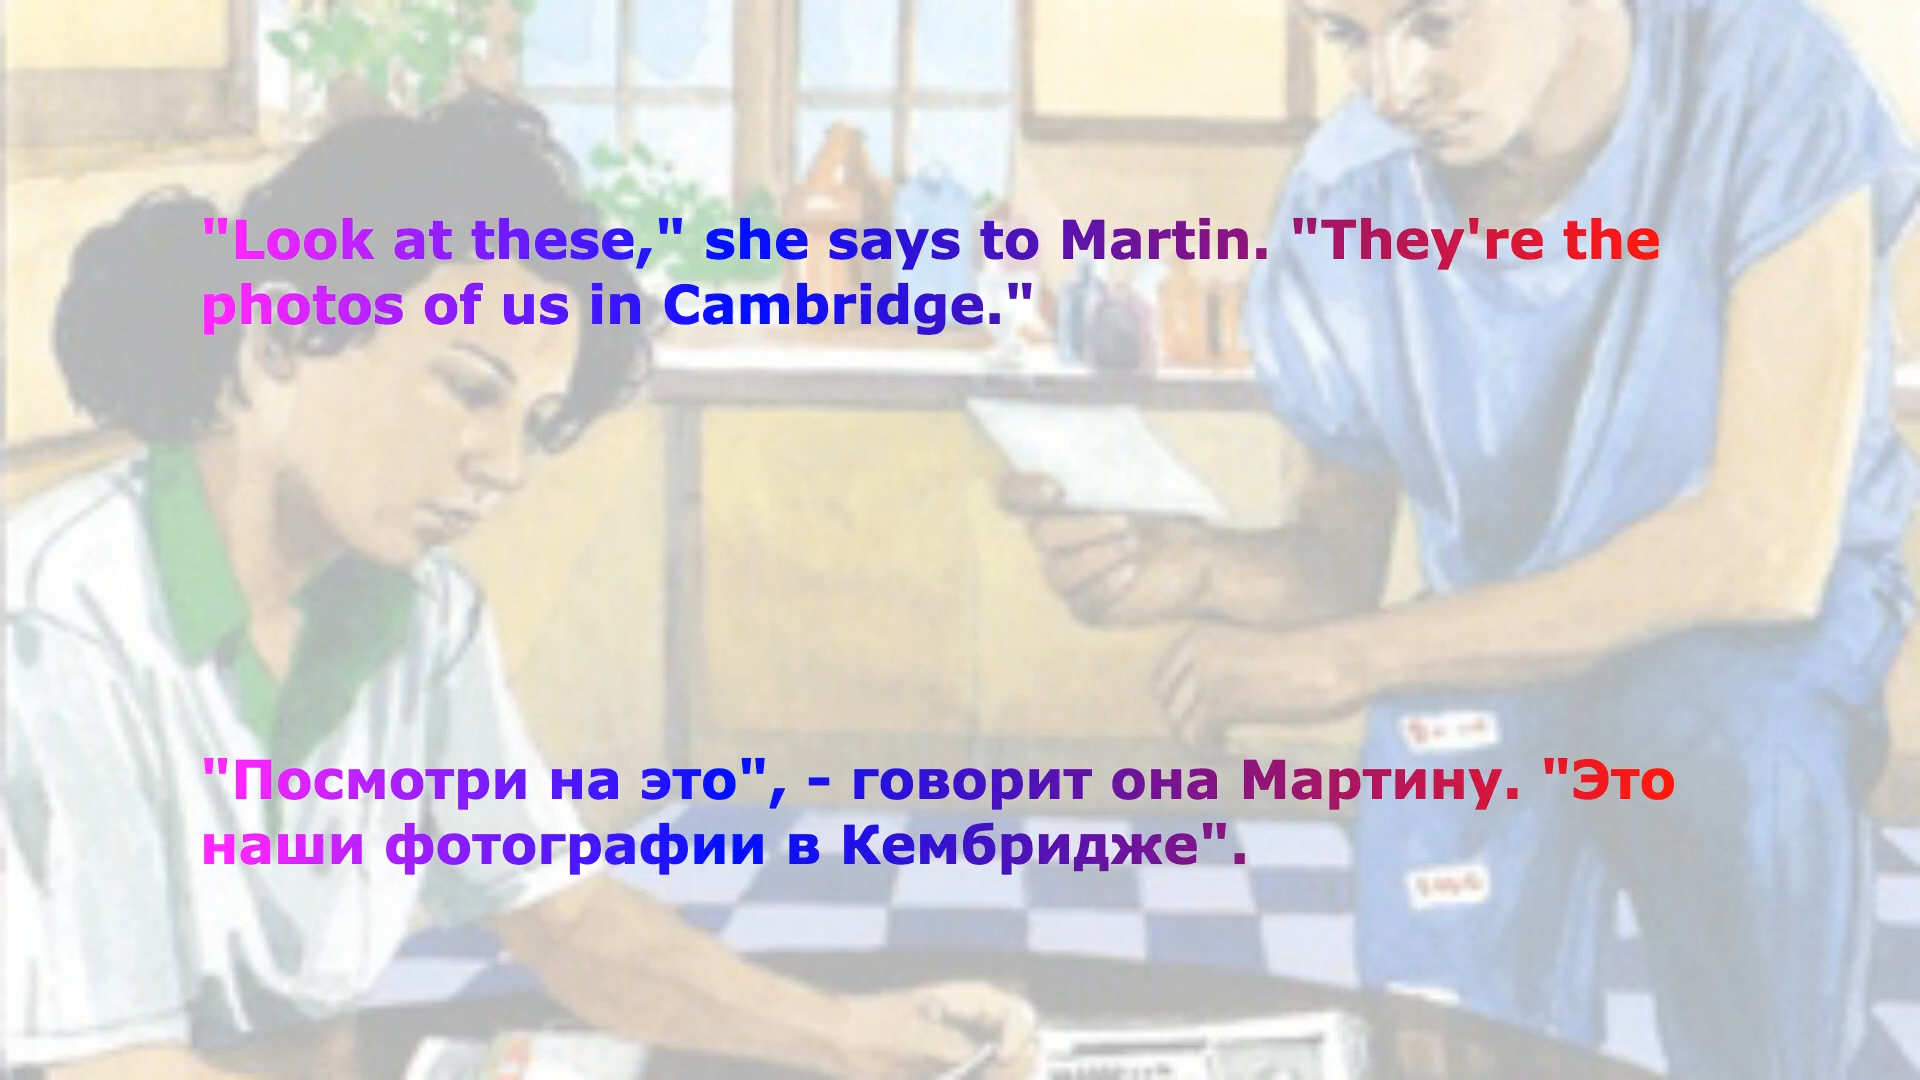 "Look at these," she says to Martin. "They're the
photos of us in Cambridge."
"Посмотри на это", - говорит она Мартину. "Это
наши фотографии в Кембридже".